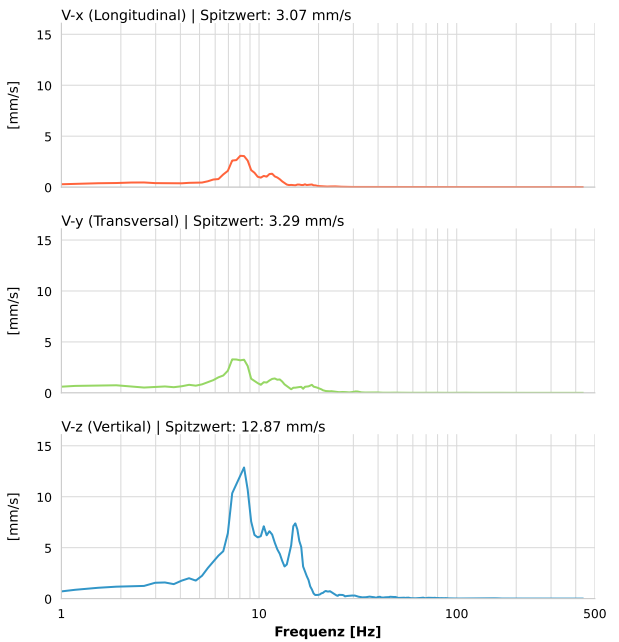 V-x (Longitudinal) | Spitzwert: 3.07 mm/s
15
10
5
0
[mm/s]
V-y (Transversal) | Spitzwert: 3.29 mm/s
15
10
5
0
[mm/s]
V-z (Vertikal) | Spitzwert: 12.87 mm/s
15
10
5
0
[mm/s]
1 10 100 500
Frequenz [Hz]